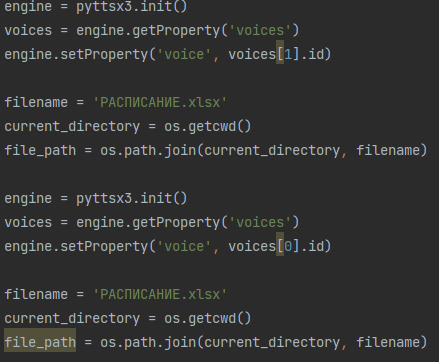 engine = pyttsx3.init()
voices = engine.getProperty('voices')
engine.setProperty('voice', voices[1].id)
filename = 'РАСПИСАНИЕ.xlsx'
current_directory = os.getcwd()
file_path = os.path.join(current_directory, filename)
engine = pyttsx3.init()
voices = engine.getProperty('voices')
engine.setProperty('voice', voices[0].id)
filename = 'РАСПИСАНИЕ.xlsx'
current_directory = os.getcwd()
file_path = os.path.join(current_directory, filename)